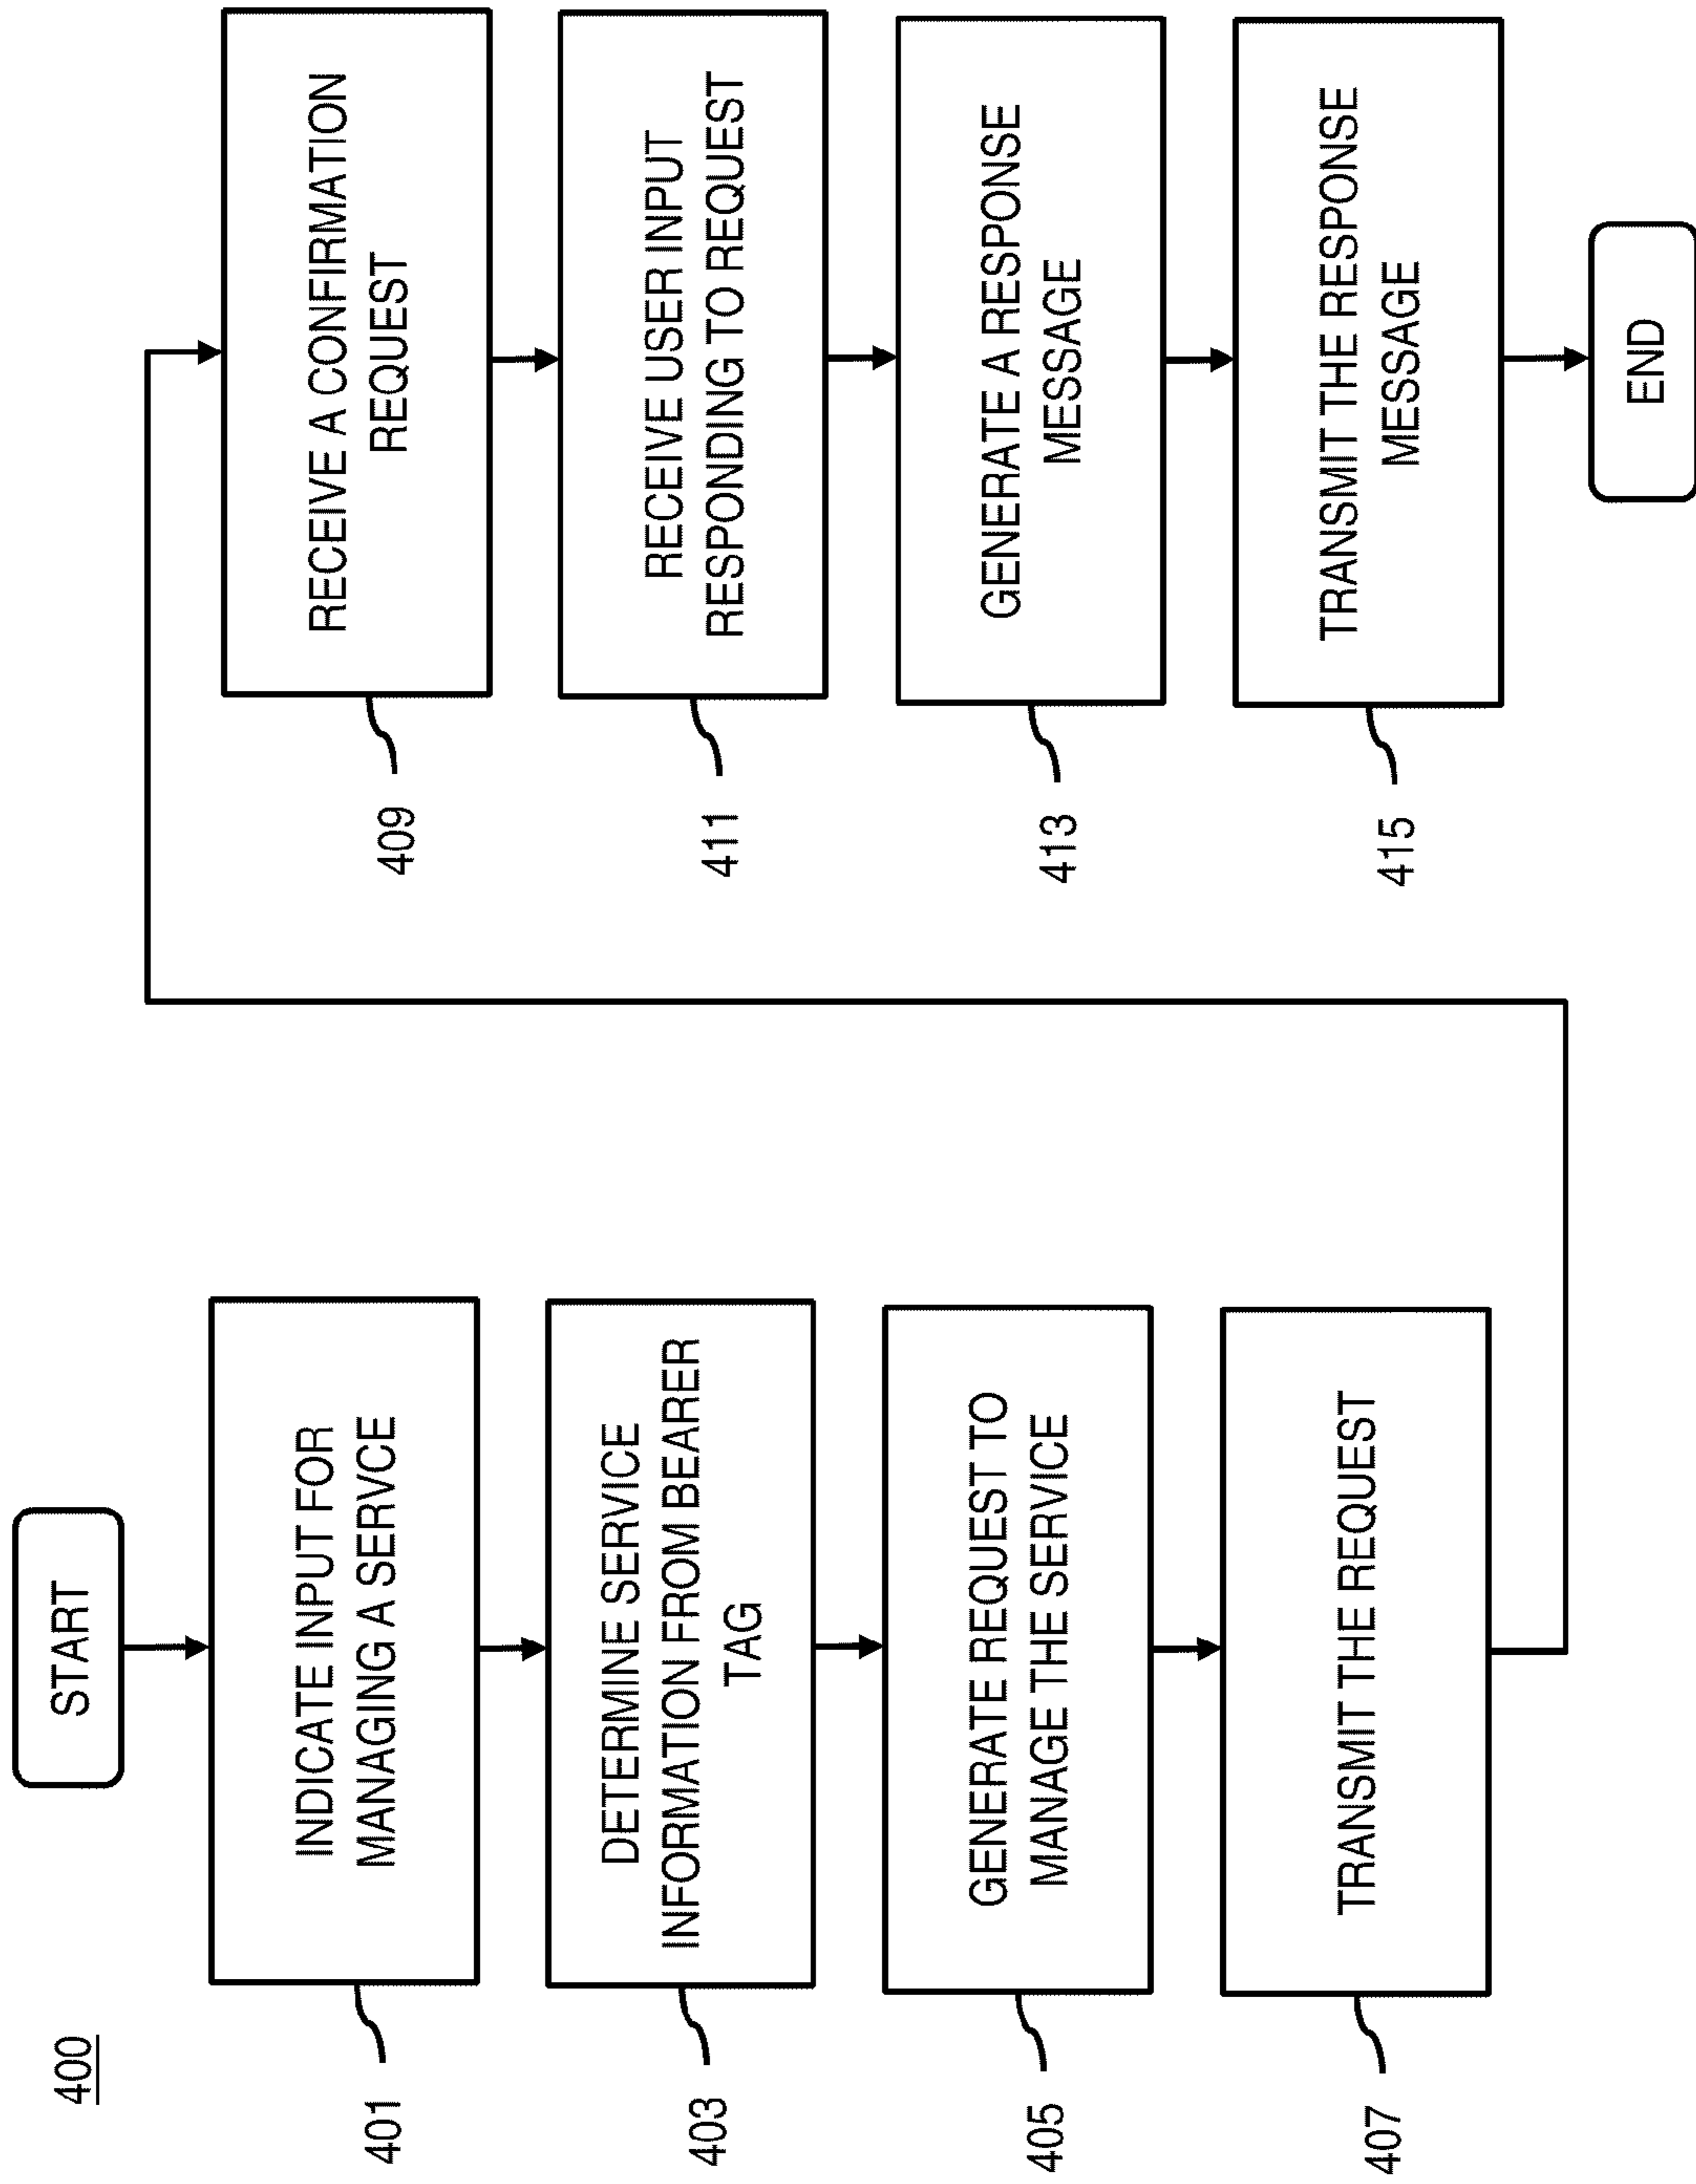 400
START
401
INDICATE INPUT FOR
MANAGING A SERVCE
403
DETERMINE SERVICE
INFORMATION FROM BEARER
TAG
405
GENERATE REQUEST TO
MANAGE THE SERVICE
407
TRANSMIT THE REQUEST
409
RECEIVE A CONFIRMATION
REQUEST
411
RECEIVE USER INPUT
RESPONDING TO REQUEST
413
GENERATE A RESPONSE
MESSAGE
415
TRANSMIT THE RESPONSE
MESSAGE
END